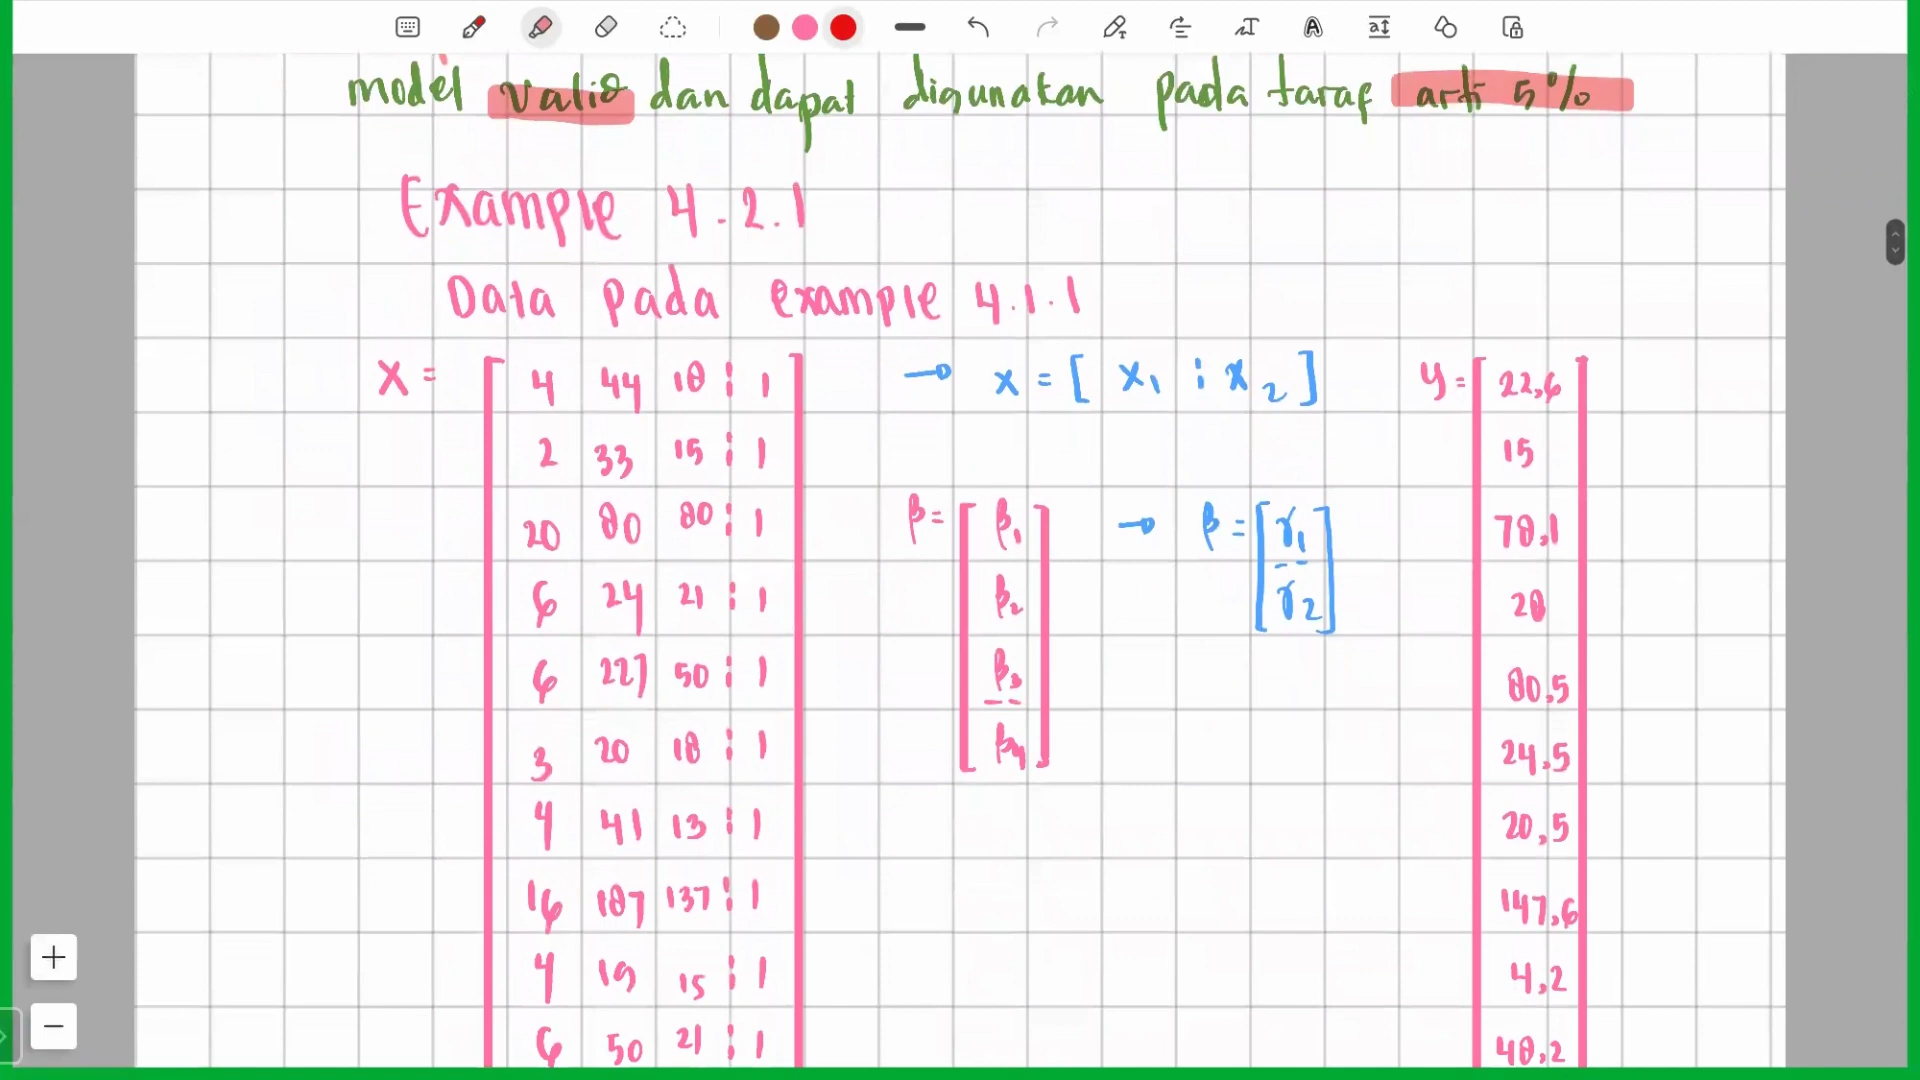 model valid dan dapat digunakan pada taraf arti 5%
Example 4.2.1
Data pada example 4.1.1
X = [ 4 44 18 ⋮ 1 ] → x = [ x₁ ⋮ x₂ ] y = [ 22,6
2 33 15 ⋮ 1 15
20 80 80 ⋮ 1 β = [ β₁ → β = [ γ₁ 78,1
6 24 21 ⋮ 1 β₂ γ₂ ] 28
6 227 50 ⋮ 1 β₃ 80,5
3 20 18 ⋮ 1 β₄ ] 24,5
4 41 13 ⋮ 1 20,5
16 187 137 ⋮ 1 147,6
4 19 15 ⋮ 1 4,2
6 50 21 ⋮ 1 48,2